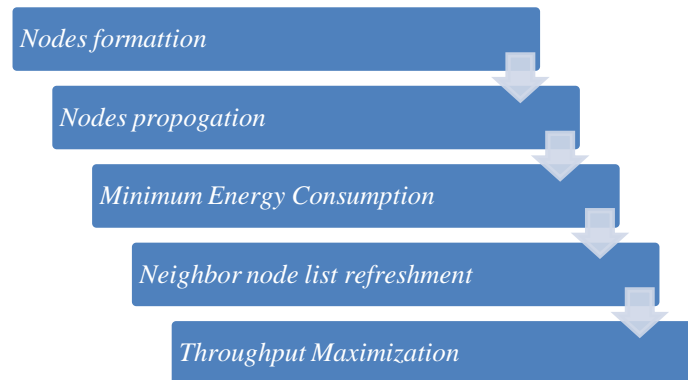 Nodes formattion
Nodes propogation
Minimum Energy Consumption
Neighbor node list refreshment
Throughput Maximization